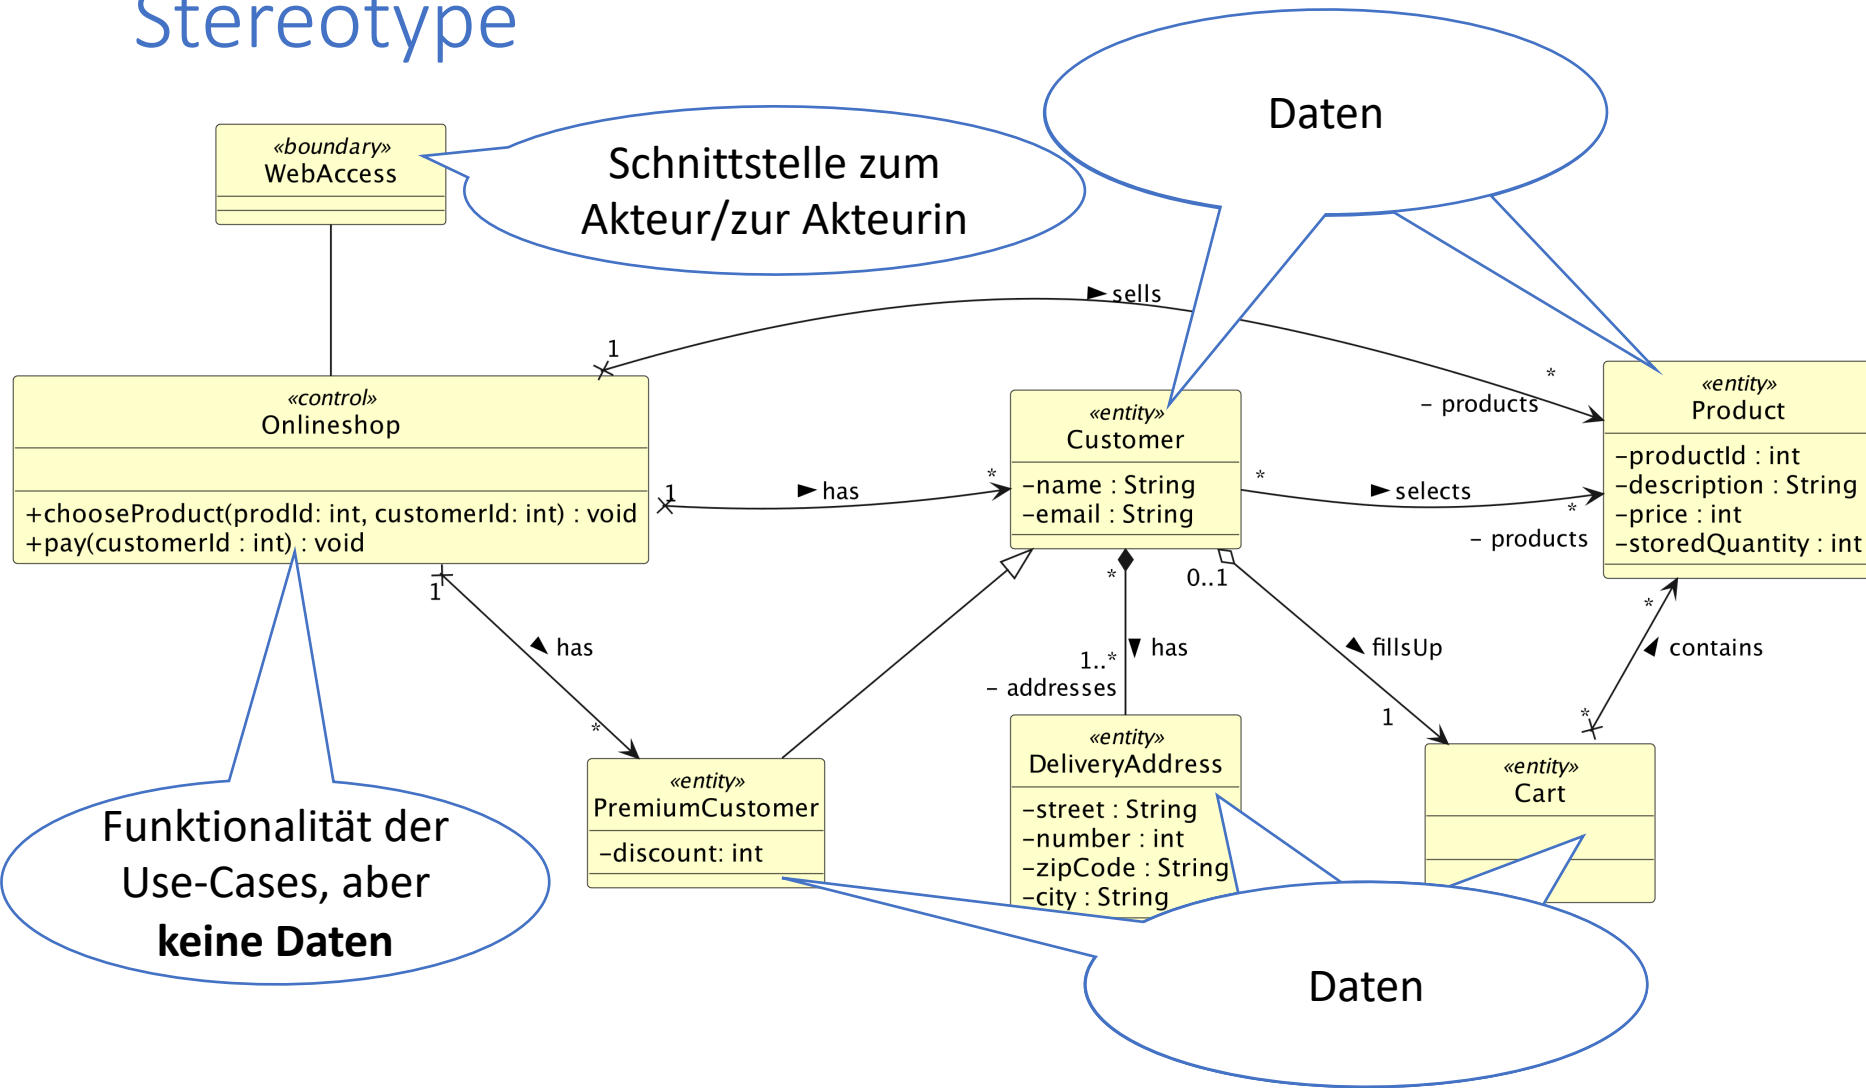 Stereotype
Daten
«boundary»
WebAccess
Schnittstelle zum
Akteur/zur Akteurin
sells
1
*
- products
«control»
Onlineshop
+chooseProduct(prodId: int, customerId: int) : void
+pay(customerId : int) : void
1
has
*
«entity»
Customer
-name : String
-email : String
*
selects
*
- products
«entity»
Product
-productId : int
-description : String
-price : int
-storedQuantity : int
1
has
*
*
1..*
has
- addresses
0..1
fillsUp
1
*
contains
*
«entity»
PremiumCustomer
-discount: int
«entity»
DeliveryAddress
-street : String
-number : int
-zipCode : String
-city : String
«entity»
Cart
Funktionalität der
Use-Cases, aber
keine Daten
Daten